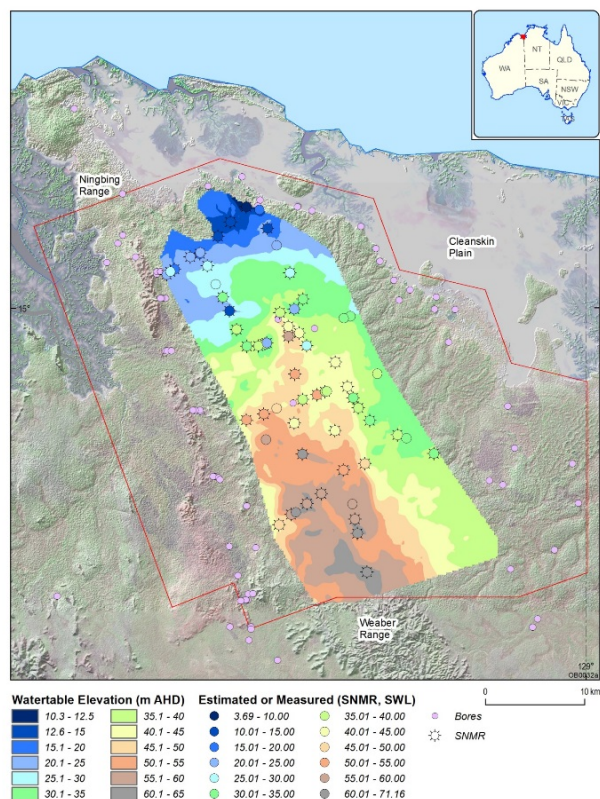 NT
WA
QLD
SA
NSW
VIC
TAS
Ningbing
Range
Cleanskin
Plain
15°
Weaber
Range
129°
OB0032a
Watertable Elevation (m AHD) Estimated or Measured (SNMR, SWL)
0 10 km
10.3 - 12.5 35.1 - 40 3.69 - 10.00 35.01 - 40.00 Bores
12.6 - 15 40.1 - 45 10.01 - 15.00 40.01 - 45.00 SNMR
15.1 - 20 45.1 - 50 15.01 - 20.00 45.01 - 50.00
20.1 - 25 50.1 - 55 20.01 - 25.00 50.01 - 55.00
25.1 - 30 55.1 - 60 25.01 - 30.00 55.01 - 60.00
30.1 - 35 60.1 - 65 30.01 - 35.00 60.01 - 71.16